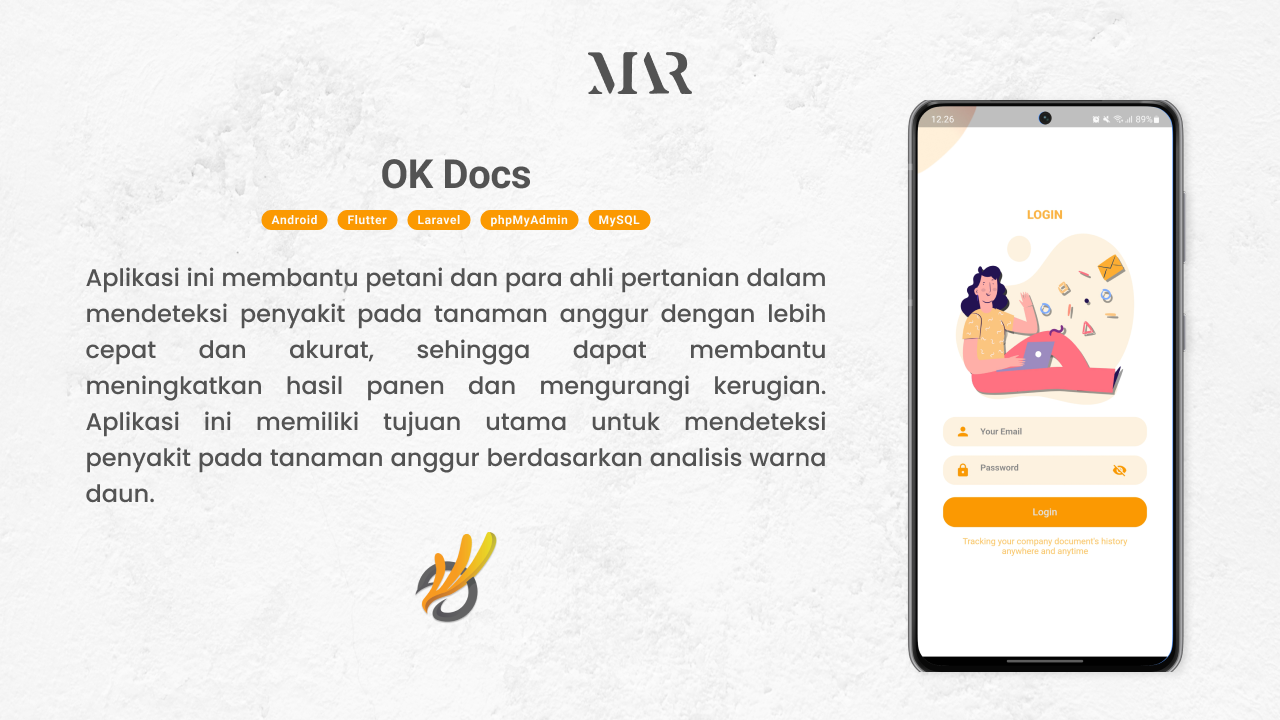 MAR
OK Docs
Android Flutter Laravel phpMyAdmin MySQL
Aplikasi ini membantu petani dan para ahli pertanian dalam
mendeteksi penyakit pada tanaman anggur dengan lebih
cepat dan akurat, sehingga dapat membantu
meningkatkan hasil panen dan mengurangi kerugian.
Aplikasi ini memiliki tujuan utama untuk mendeteksi
penyakit pada tanaman anggur berdasarkan analisis warna
daun.
12.26 89%
LOGIN
Your Email
Password
Login
Tracking your company document's history
anywhere and anytime